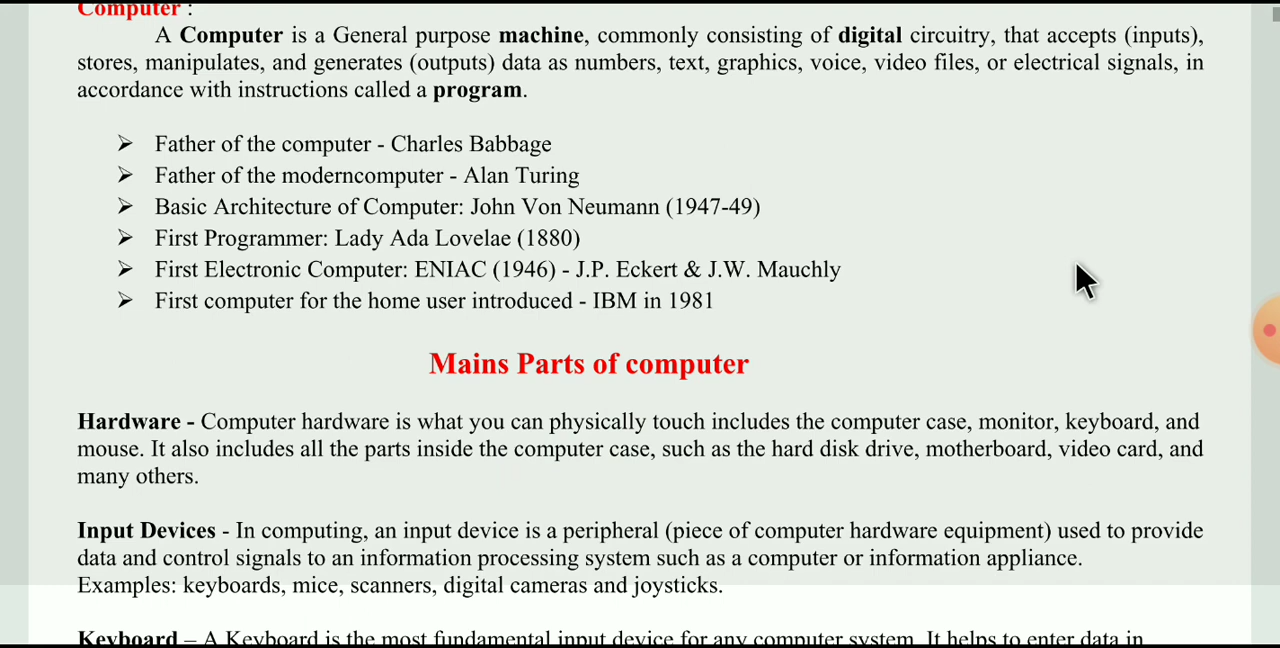 Computer :
A Computer is a General purpose machine, commonly consisting of digital circuitry, that accepts (inputs),
stores, manipulates, and generates (outputs) data as numbers, text, graphics, voice, video files, or electrical signals, in
accordance with instructions called a program.
➢ Father of the computer - Charles Babbage
➢ Father of the moderncomputer - Alan Turing
➢ Basic Architecture of Computer: John Von Neumann (1947-49)
➢ First Programmer: Lady Ada Lovelae (1880)
➢ First Electronic Computer: ENIAC (1946) - J.P. Eckert & J.W. Mauchly
➢ First computer for the home user introduced - IBM in 1981
Mains Parts of computer
Hardware - Computer hardware is what you can physically touch includes the computer case, monitor, keyboard, and
mouse. It also includes all the parts inside the computer case, such as the hard disk drive, motherboard, video card, and
many others.
Input Devices - In computing, an input device is a peripheral (piece of computer hardware equipment) used to provide
data and control signals to an information processing system such as a computer or information appliance.
Examples: keyboards, mice, scanners, digital cameras and joysticks.
Keyboard – A Keyboard is the most fundamental input device for any computer system. It helps to enter data in